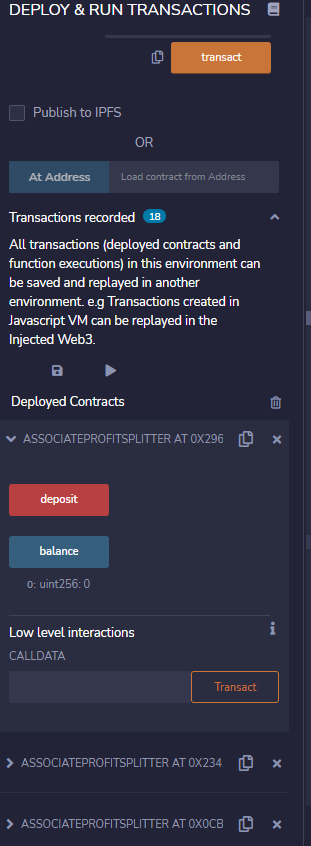 DEPLOY & RUN TRANSACTIONS
transact
Publish to IPFS
OR
At Address
Load contract from Address
Transactions recorded 18
All transactions (deployed contracts and
function executions) in this environment can
be saved and replayed in another
environment. e.g Transactions created in
Javascript VM can be replayed in the
Injected Web3.
Deployed Contracts
ASSOCIATEPROFITSPLITTER AT 0X296
deposit
balance
0: uint256: 0
Low level interactions
CALLDATA
Transact
ASSOCIATEPROFITSPLITTER AT 0X234
ASSOCIATEPROFITSPLITTER AT 0X0CB